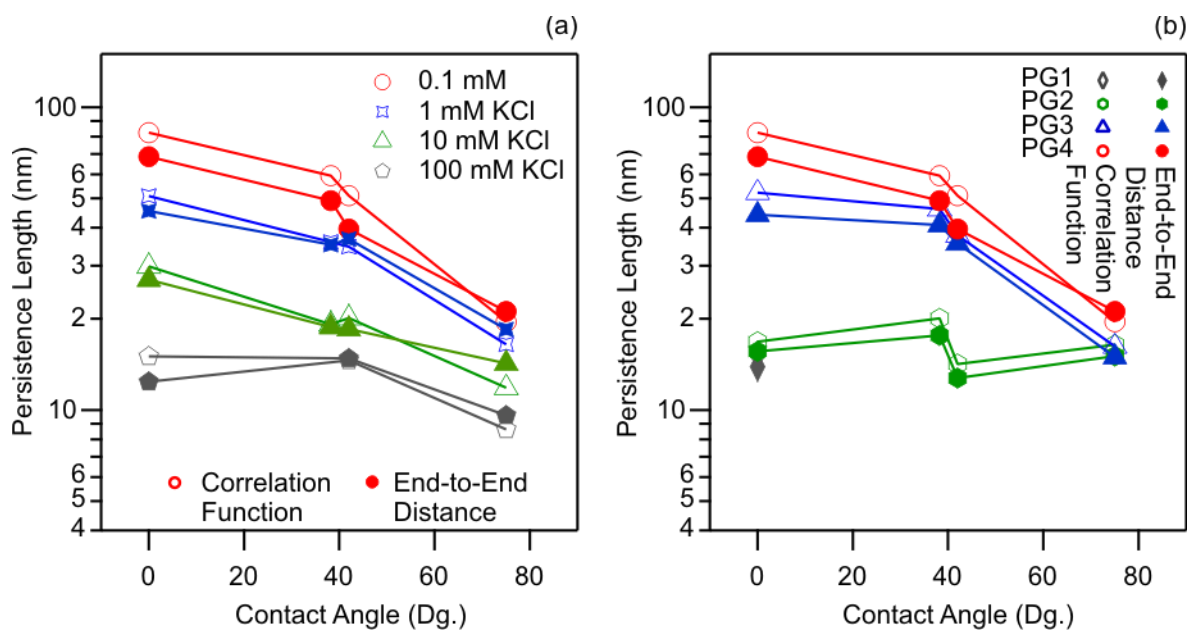 (a)
100
6
5
4
3
2
10
6
5
4
Persistence Length (nm)
0.1 mM
1 mM KCl
10 mM KCl
100 mM KCl
Correlation
Function
End-to-End
Distance
0 20 40 60 80
Contact Angle (Dg.)
(b)
100
6
5
4
3
2
10
6
5
4
Persistence Length (nm)
PG1
PG2
PG3
PG4
Correlation
Function
End-to-End
Distance
0 20 40 60 80
Contact Angle (Dg.)